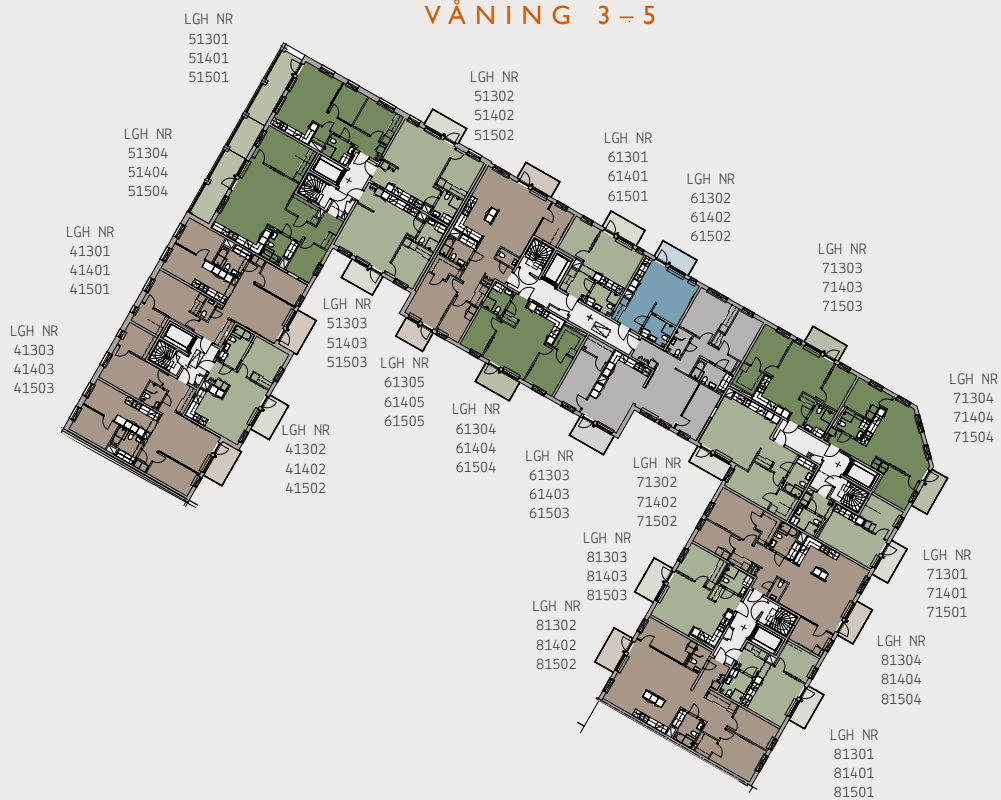 VÅNING 3–5
LGH NR
51301
51401
51501
LGH NR
51302
51402
51502
LGH NR
51304
51404
51504
LGH NR
61301
61401
61501
LGH NR
61302
61402
61502
LGH NR
41301
41401
41501
LGH NR
71303
71403
71503
LGH NR
51303
51403
51503
LGH NR
41303
41403
41503
LGH NR
61305
61405
61505
LGH NR
71304
71404
71504
LGH NR
61304
61404
61504
LGH NR
41302
41402
41502
LGH NR
61303
61403
61503
LGH NR
71302
71402
71502
LGH NR
81303
81403
81503
LGH NR
71301
71401
71501
LGH NR
81302
81402
81502
LGH NR
81304
81404
81504
LGH NR
81301
81401
81501